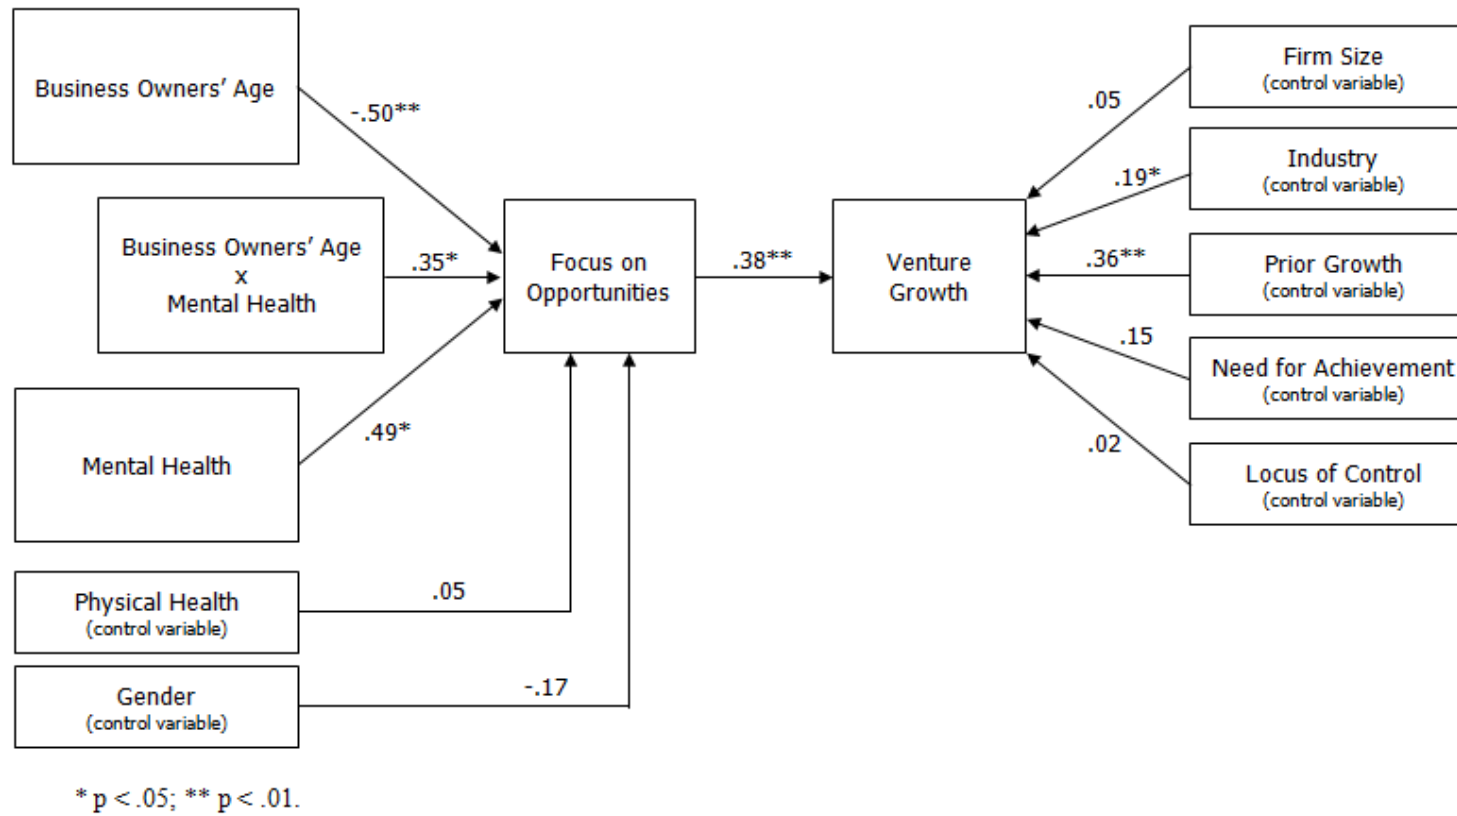 Business Owners’ Age
-.50**
Business Owners’ Age
x
Mental Health
.35*
Mental Health
.49*
Physical Health
(control variable)
.05
Gender
(control variable)
-.17
Focus on
Opportunities
.38**
Venture
Growth
Firm Size
(control variable)
.05
Industry
(control variable)
.19*
Prior Growth
(control variable)
.36**
Need for Achievement
(control variable)
.15
Locus of Control
(control variable)
.02
* p < .05; ** p < .01.